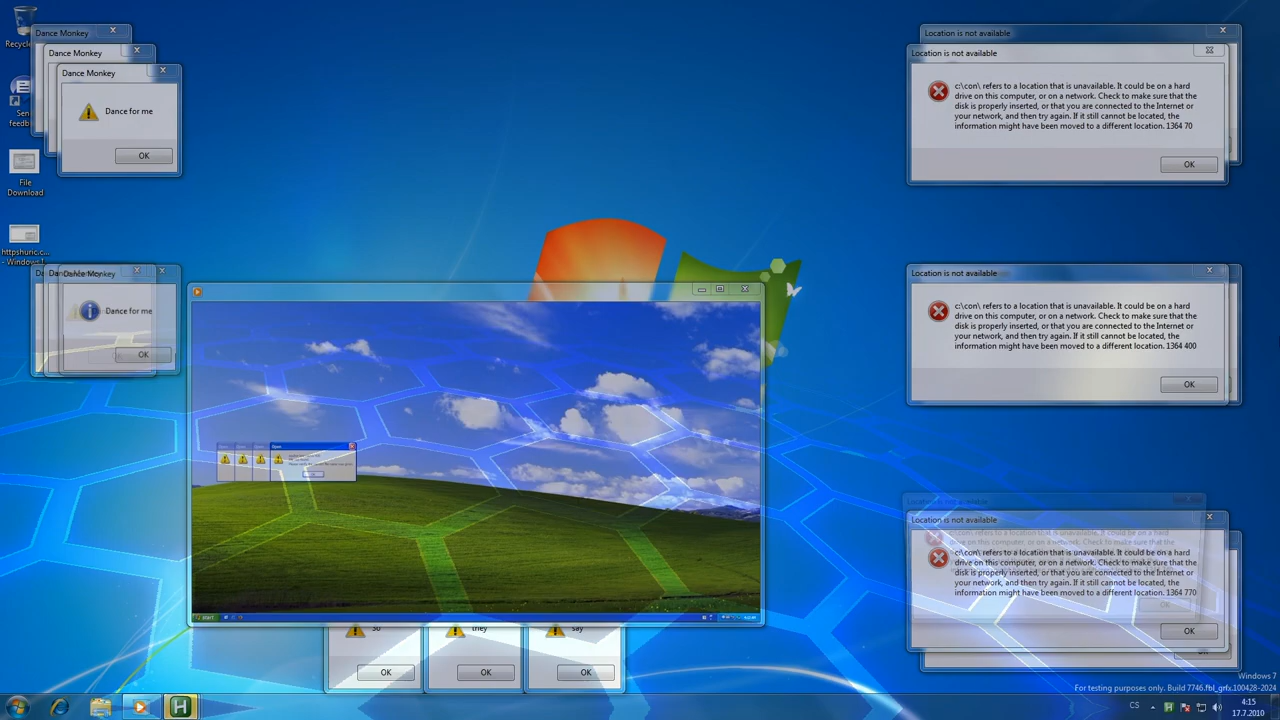 Recycle
Dance Monkey
Dance Monkey
Dance Monkey
Dance for me
OK
Send
feedb
File
Download
httpshuric.c...
- Windows I
Dance Monkey
Dance for me
OK
Location is not available
Location is not available
c:\con\ refers to a location that is unavailable. It could be on a hard
drive on this computer, or on a network. Check to make sure that the
disk is properly inserted, or that you are connected to the Internet or
your network, and then try again. If it still cannot be located, the
information might have been moved to a different location. 1364 70
OK
Location is not available
c:\con\ refers to a location that is unavailable. It could be on a hard
drive on this computer, or on a network. Check to make sure that the
disk is properly inserted, or that you are connected to the Internet or
your network, and then try again. If it still cannot be located, the
information might have been moved to a different location. 1364 400
OK
Location is not available
c:\con\ refers to a location that is unavailable. It could be on a hard
drive on this computer, or on a network. Check to make sure that the
disk is properly inserted, or that you are connected to the Internet or
your network, and then try again. If it still cannot be located, the
information might have been moved to a different location. 1364 770
OK
start
So
they
say
OK
OK
OK
Windows 7
For testing purposes only. Build 7746.fbl_grfx.100428-2024
CS
4:15
17.7.2010